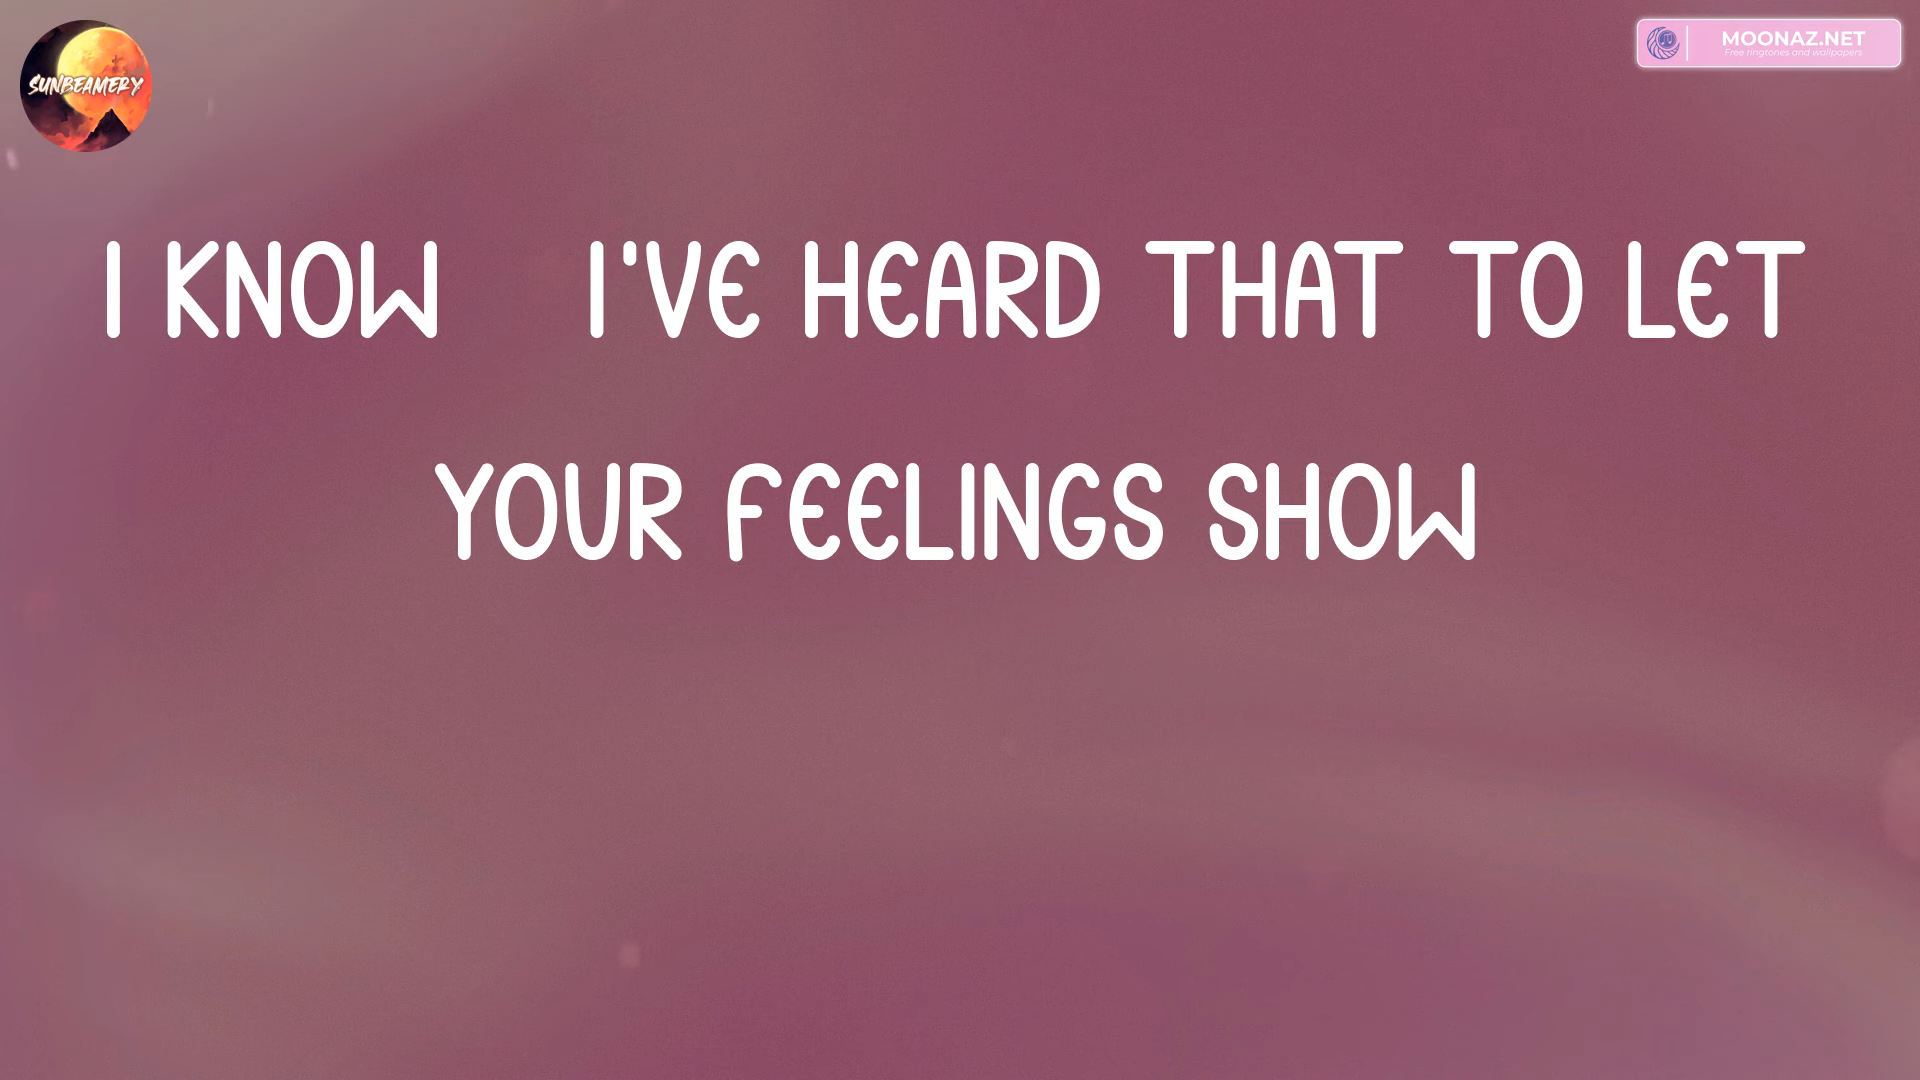 SUNBEAMERY
MOONAZ.NET
Free ringtones and wallpapers
I KNOW I'VE HEARD THAT TO LET
YOUR FEELINGS SHOW